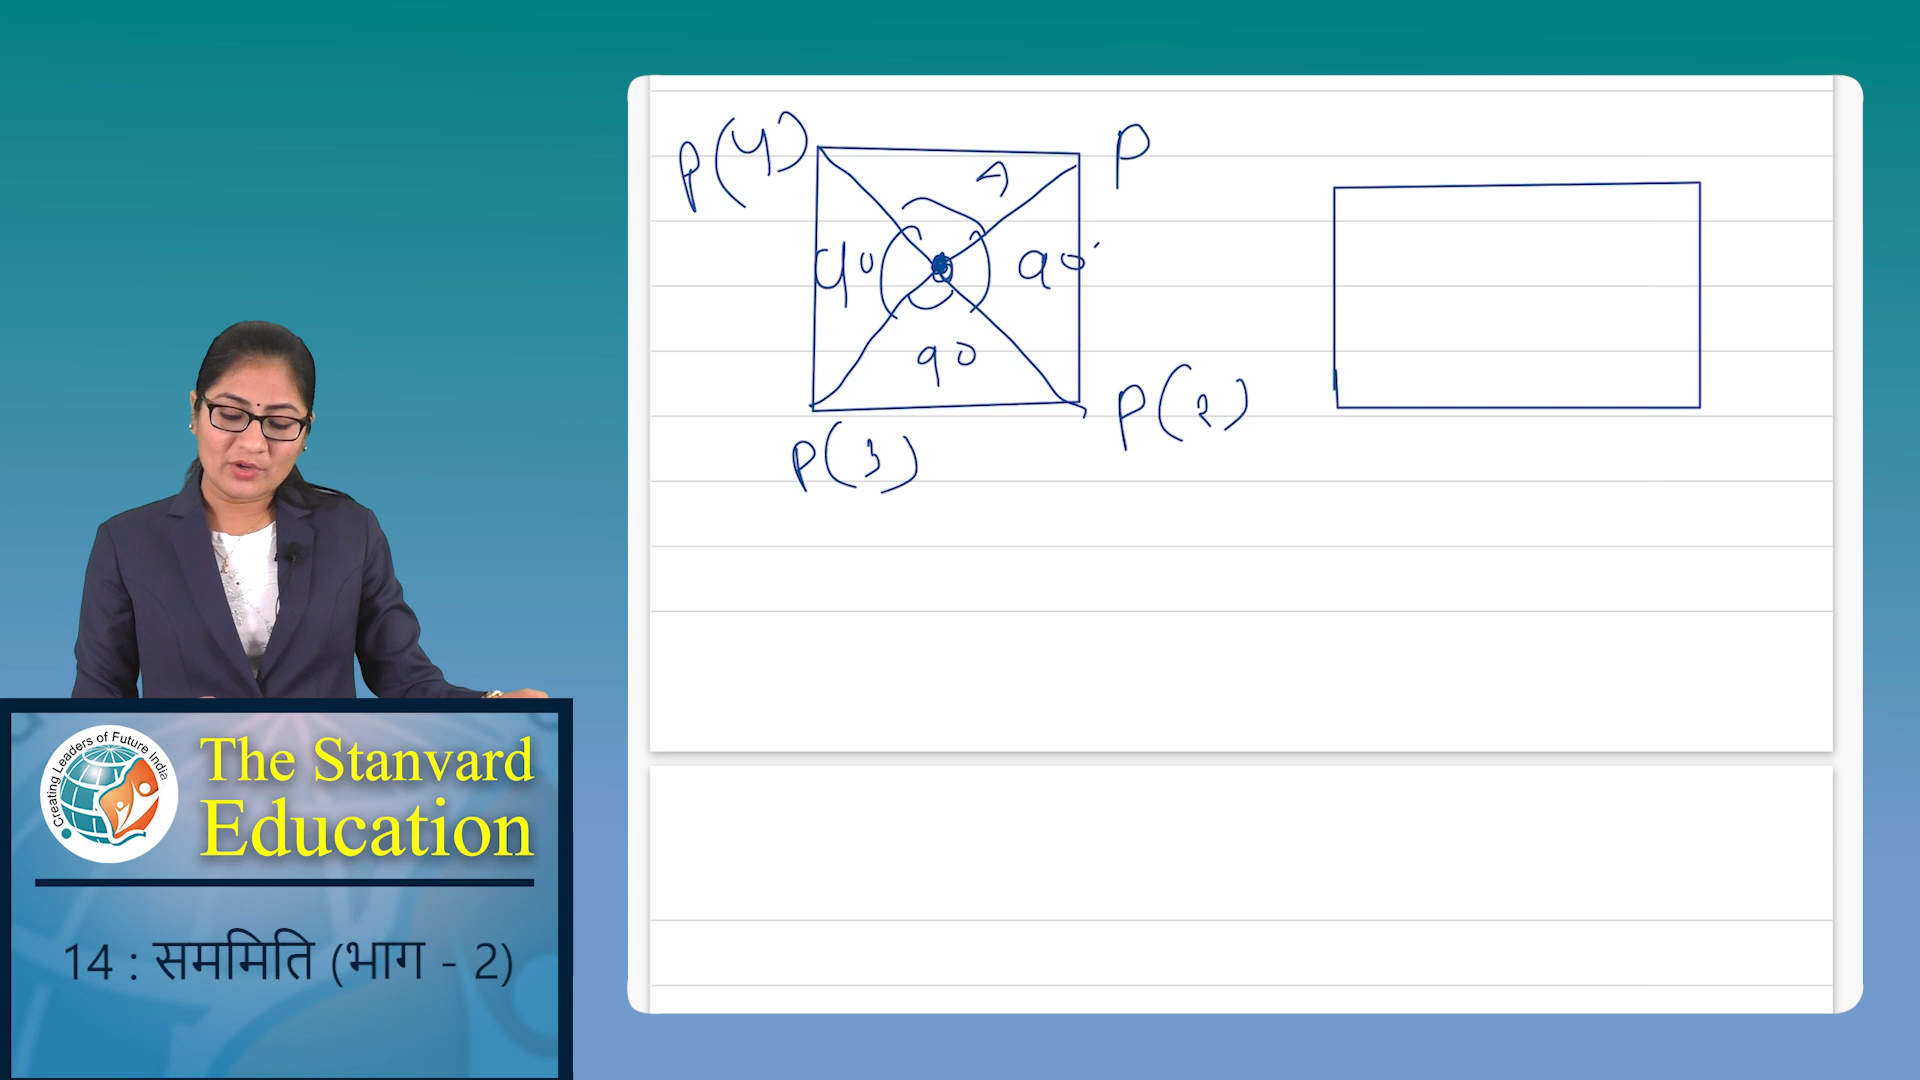 P(4)
P
90
90°
90
P(2)
P(3)
Creating Leaders of Future India
The Stanvard
Education
14 : सममिति (भाग - 2)